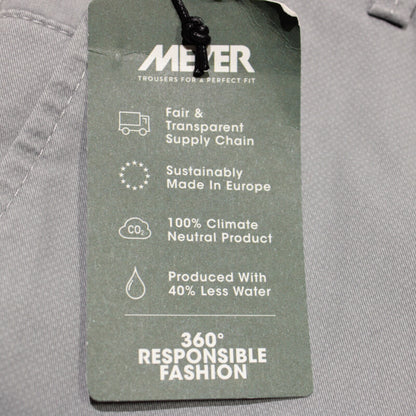 MEYER
TROUSERS FOR A PERFECT FIT
Fair &
Transparent
Supply Chain
Sustainably
Made In Europe
CO₂
100% Climate
Neutral Product
Produced With
40% Less Water
360°
RESPONSIBLE
FASHION